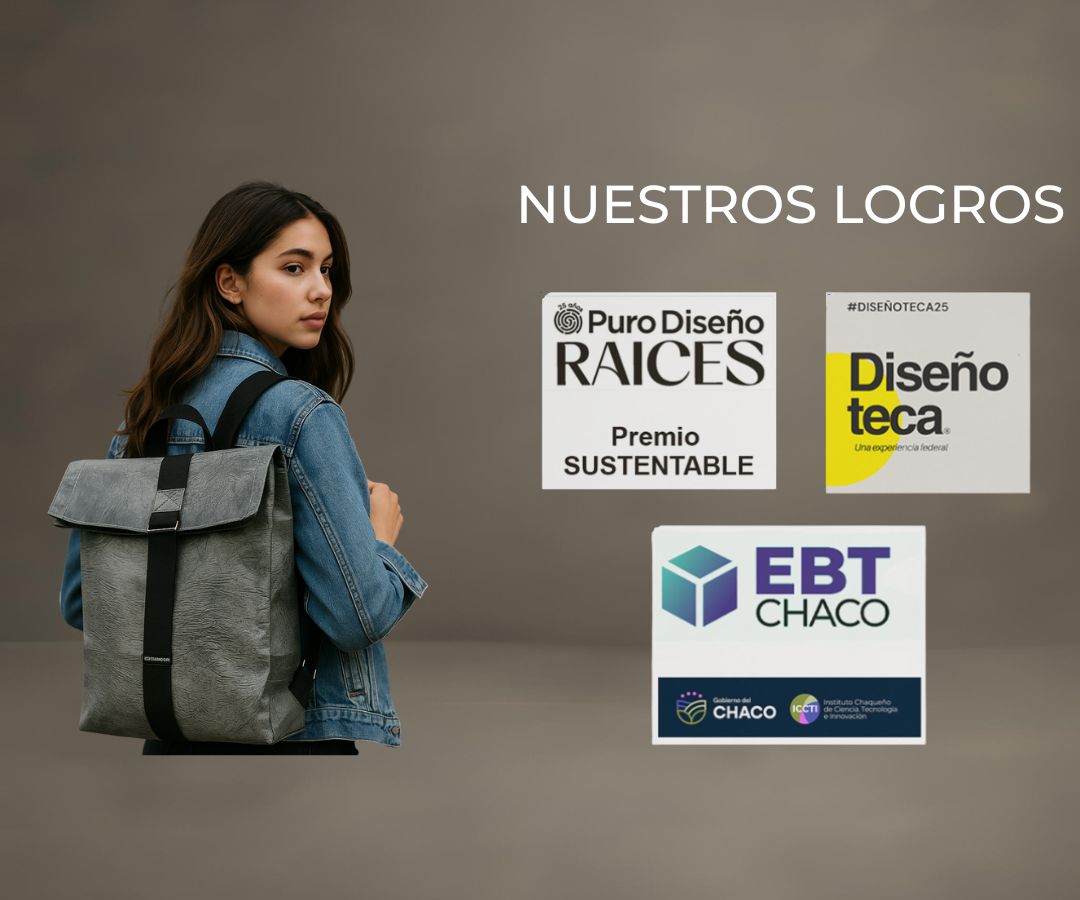 NUESTROS LOGROS
25 años
Puro Diseño
RAICES
Premio
SUSTENTABLE
#DISEÑOTECA25
Diseño
teca®
Una experiencia federal
EBT
CHACO
Gobierno del
CHACO
ICCTI
Instituto Chaqueño
de Ciencia, Tecnología
e Innovación